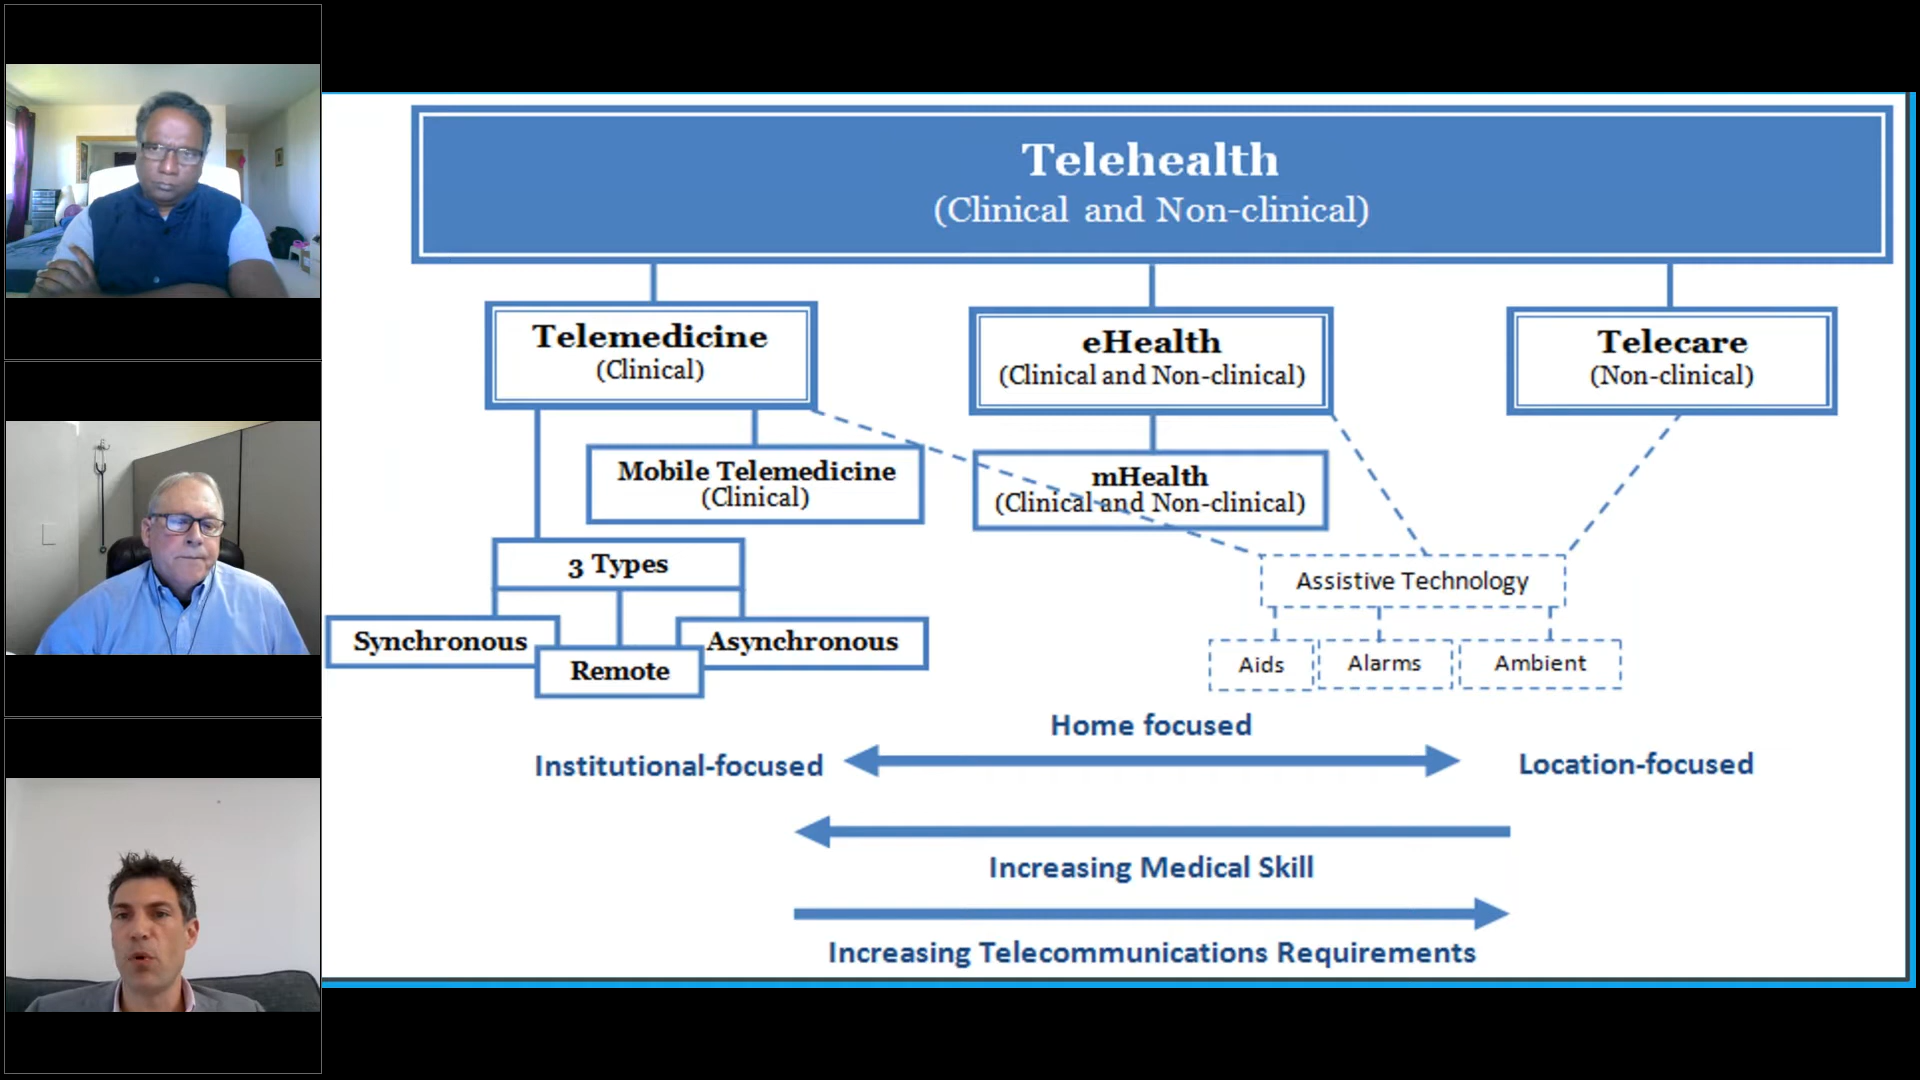 Telehealth
(Clinical and Non-clinical)
Telemedicine
(Clinical)
eHealth
(Clinical and Non-clinical)
Telecare
(Non-clinical)
Mobile Telemedicine
(Clinical)
mHealth
(Clinical and Non-clinical)
3 Types
Synchronous
Remote
Asynchronous
Assistive Technology
Aids
Alarms
Ambient
Home focused
Institutional-focused
Location-focused
Increasing Medical Skill
Increasing Telecommunications Requirements